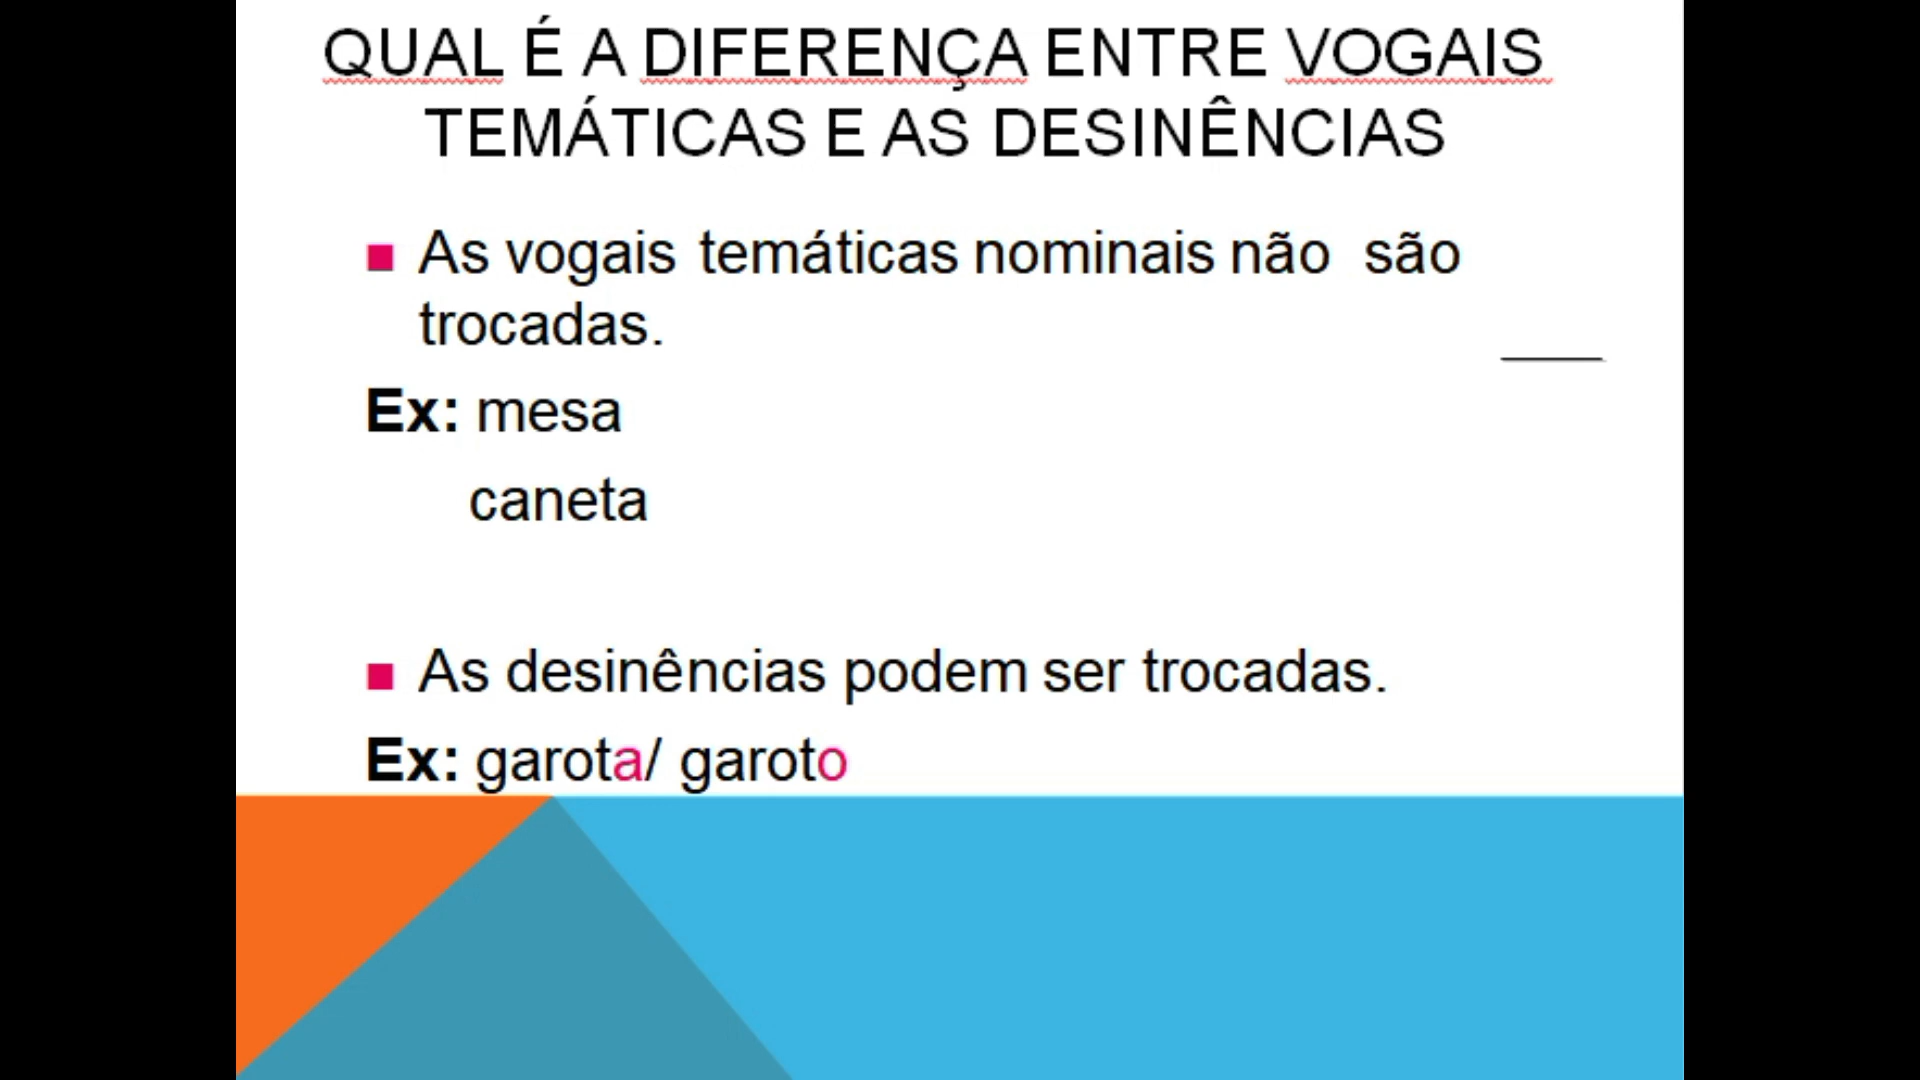 QUAL É A DIFERENÇA ENTRE VOGAIS
TEMÁTICAS E AS DESINÊNCIAS
As vogais temáticas nominais não são
trocadas.
Ex: mesa
caneta
As desinências podem ser trocadas.
Ex: garota/ garoto